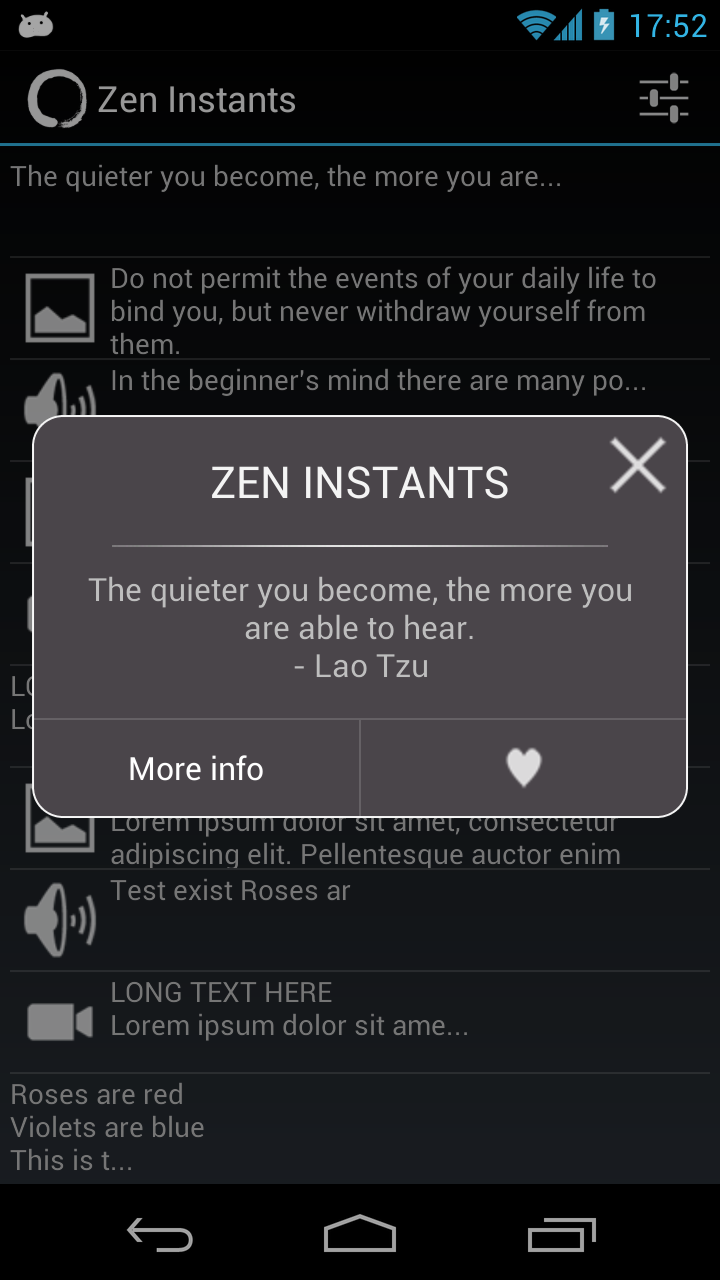 17:52
Zen Instants
The quieter you become, the more you are...
Do not permit the events of your daily life to
bind you, but never withdraw yourself from
them.
In the beginner's mind there are many po...
ZEN INSTANTS
The quieter you become, the more you
are able to hear.
- Lao Tzu
More info
Lorem ipsum dolor sit amet, consectetur
adipiscing elit. Pellentesque auctor enim
Test exist Roses ar
LONG TEXT HERE
Lorem ipsum dolor sit ame...
Roses are red
Violets are blue
This is t...